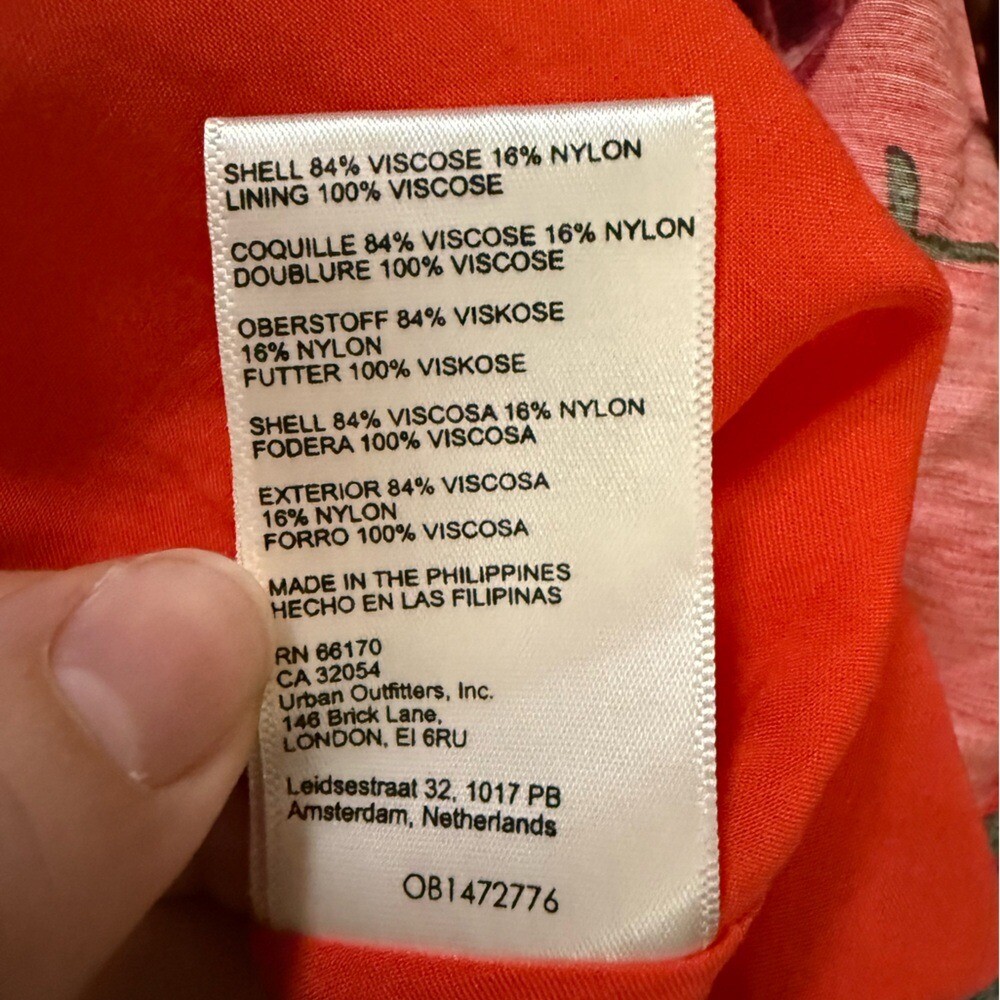 SHELL 84% VISCOSE 16% NYLON
LINING 100% VISCOSE
COQUILLE 84% VISCOSE 16% NYLON
DOUBLURE 100% VISCOSE
OBERSTOFF 84% VISKOSE
16% NYLON
FUTTER 100% VISKOSE
SHELL 84% VISCOSA 16% NYLON
FODERA 100% VISCOSA
EXTERIOR 84% VISCOSA
16% NYLON
FORRO 100% VISCOSA
MADE IN THE PHILIPPINES
HECHO EN LAS FILIPINAS
RN 66170
CA 32054
Urban Outfitters, Inc.
146 Brick Lane,
LONDON, EI 6RU
Leidsestraat 32, 1017 PB
Amsterdam, Netherlands
OB1472776